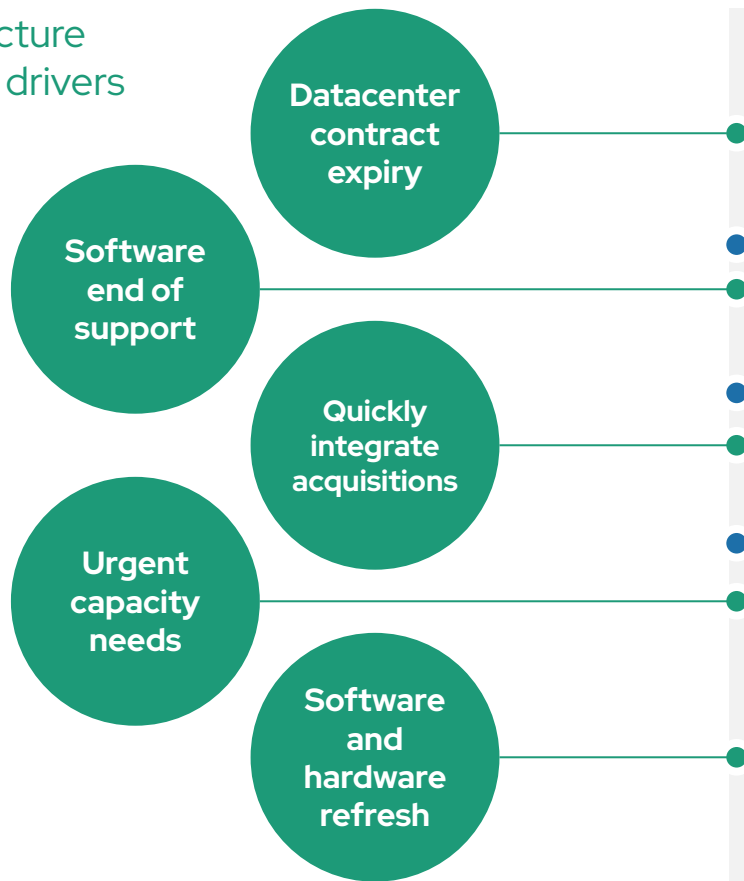 cture
drivers
Datacenter
contract
expiry
Software
end of
support
Quickly
integrate
acquisitions
Urgent
capacity
needs
Software
and
hardware
refresh